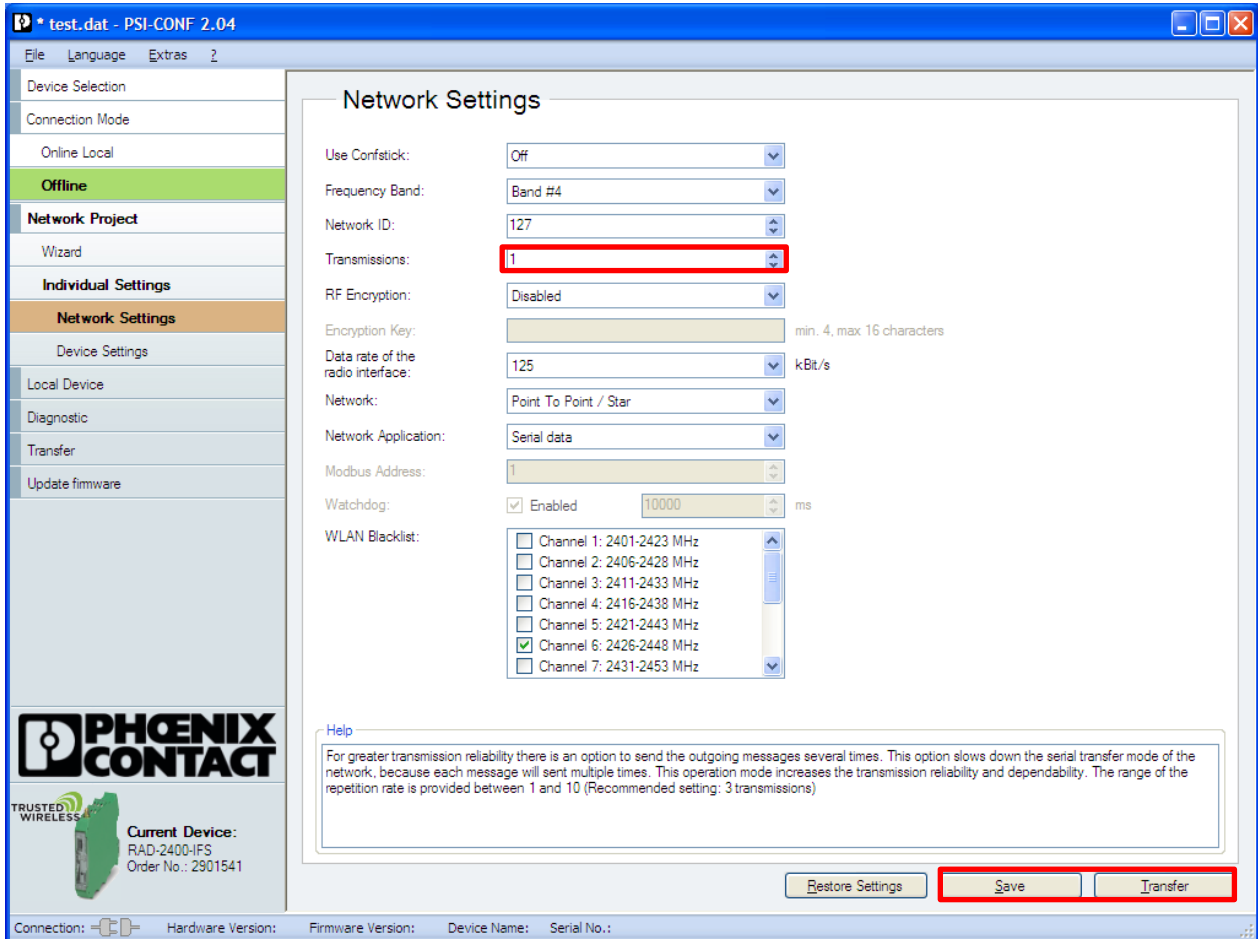 * test.dat - PSI-CONF 2.04
File Language Extras ?
Device Selection
Connection Mode
Online Local
Offline
Network Project
Wizard
Individual Settings
Network Settings
Device Settings
Local Device
Diagnostic
Transfer
Update firmware
PHŒNIX
CONTACT
TRUSTED
WIRELESS
Current Device:
RAD-2400-IFS
Order No.: 2901541
Network Settings
Use Confstick: Off
Frequency Band: Band #4
Network ID: 127
Transmissions: 1
RF Encryption: Disabled
Encryption Key: min. 4, max 16 characters
Data rate of the
radio interface: 125 kBit/s
Network: Point To Point / Star
Network Application: Serial data
Modbus Address: 1
Watchdog: Enabled 10000 ms
WLAN Blacklist:
Channel 1: 2401-2423 MHz
Channel 2: 2406-2428 MHz
Channel 3: 2411-2433 MHz
Channel 4: 2416-2438 MHz
Channel 5: 2421-2443 MHz
Channel 6: 2426-2448 MHz
Channel 7: 2431-2453 MHz
Help
For greater transmission reliability there is an option to send the outgoing messages several times. This option slows down the serial transfer mode of the
network, because each message will sent multiple times. This operation mode increases the transmission reliability and dependability. The range of the
repetition rate is provided between 1 and 10 (Recommended setting: 3 transmissions)
Restore Settings Save Transfer
Connection: Hardware Version: Firmware Version: Device Name: Serial No.: